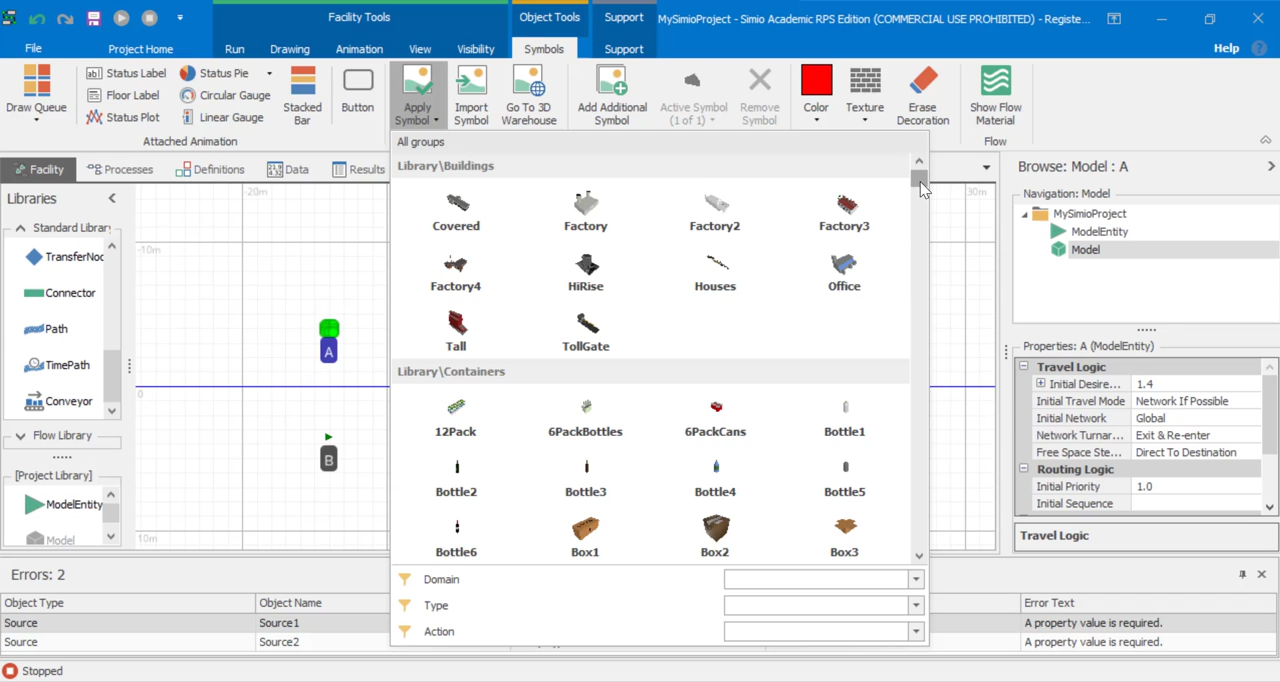 Facility Tools
Object Tools
Support
MySimioProject - Simio Academic RPS Edition (COMMERCIAL USE PROHIBITED) - Registe...
File
Project Home
Run
Drawing
Animation
View
Visibility
Symbols
Support
Help
Draw Queue
Status Label
Floor Label
Status Plot
Status Pie
Circular Gauge
Linear Gauge
Stacked Bar
Button
Apply Symbol
Import Symbol
Go To 3D Warehouse
Add Additional Symbol
Active Symbol (1 of 1)
Remove Symbol
Color
Texture
Erase Decoration
Show Flow Material
Attached Animation
Flow
Facility
Processes
Definitions
Data
Results
Libraries
Standard Library
TransferNod
Connector
Path
TimePath
Conveyor
Flow Library
[Project Library]
ModelEntity
Model
-20m
-10m
0
10m
30m
A
B
All groups
Library\Buildings
Covered Factory Factory2 Factory3
Factory4 HiRise Houses Office
Tall TollGate
Library\Containers
12Pack 6PackBottles 6PackCans Bottle1
Bottle2 Bottle3 Bottle4 Bottle5
Bottle6 Box1 Box2 Box3
Domain
Type
Action
Browse: Model : A
Navigation: Model
MySimioProject
ModelEntity
Model
Properties: A (ModelEntity)
Travel Logic
Initial Desire... 1.4
Initial Travel Mode Network If Possible
Initial Network Global
Network Turnar... Exit & Re-enter
Free Space Ste... Direct To Destination
Routing Logic
Initial Priority 1.0
Initial Sequence
Travel Logic
Errors: 2
Object Type Object Name Error Text
Source Source1 A property value is required.
Source Source2 A property value is required.
Stopped